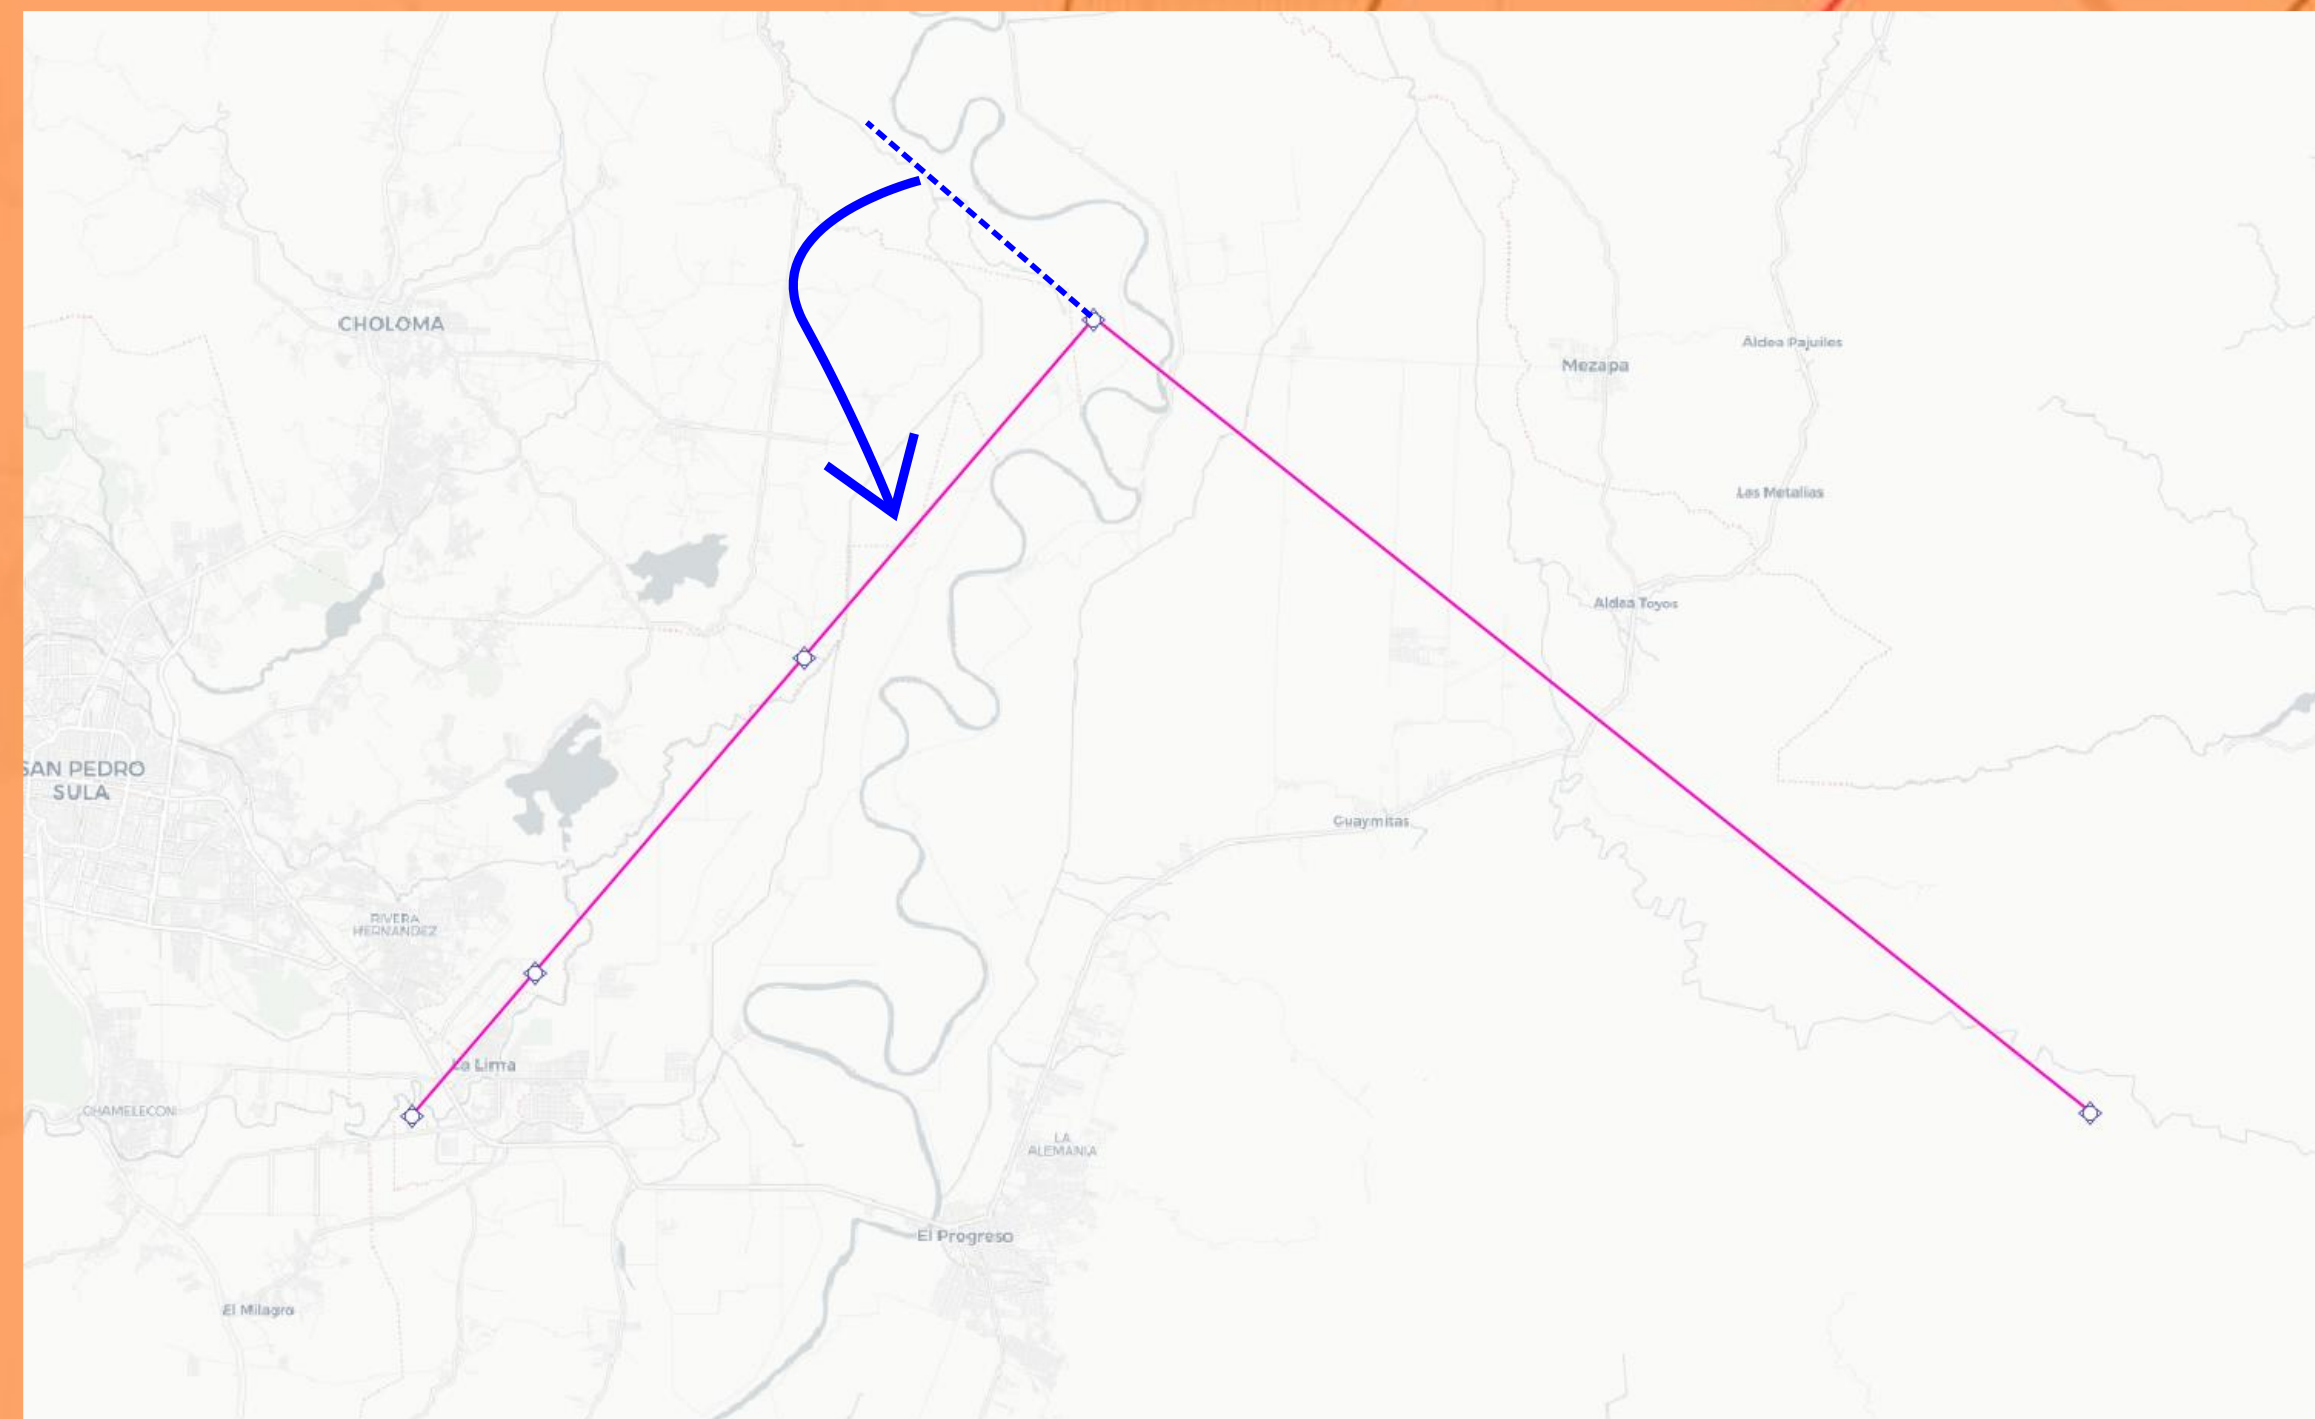 CHOLOMA
Aldea Pajuiles
Mezapa
Las Metalias
Aldea Toyos
SAN PEDRO
SULA
Guaymitas
RIVERA
HERNANDEZ
La Lima
CHAMELECON
LA
ALEMANIA
El Progreso
El Milagro